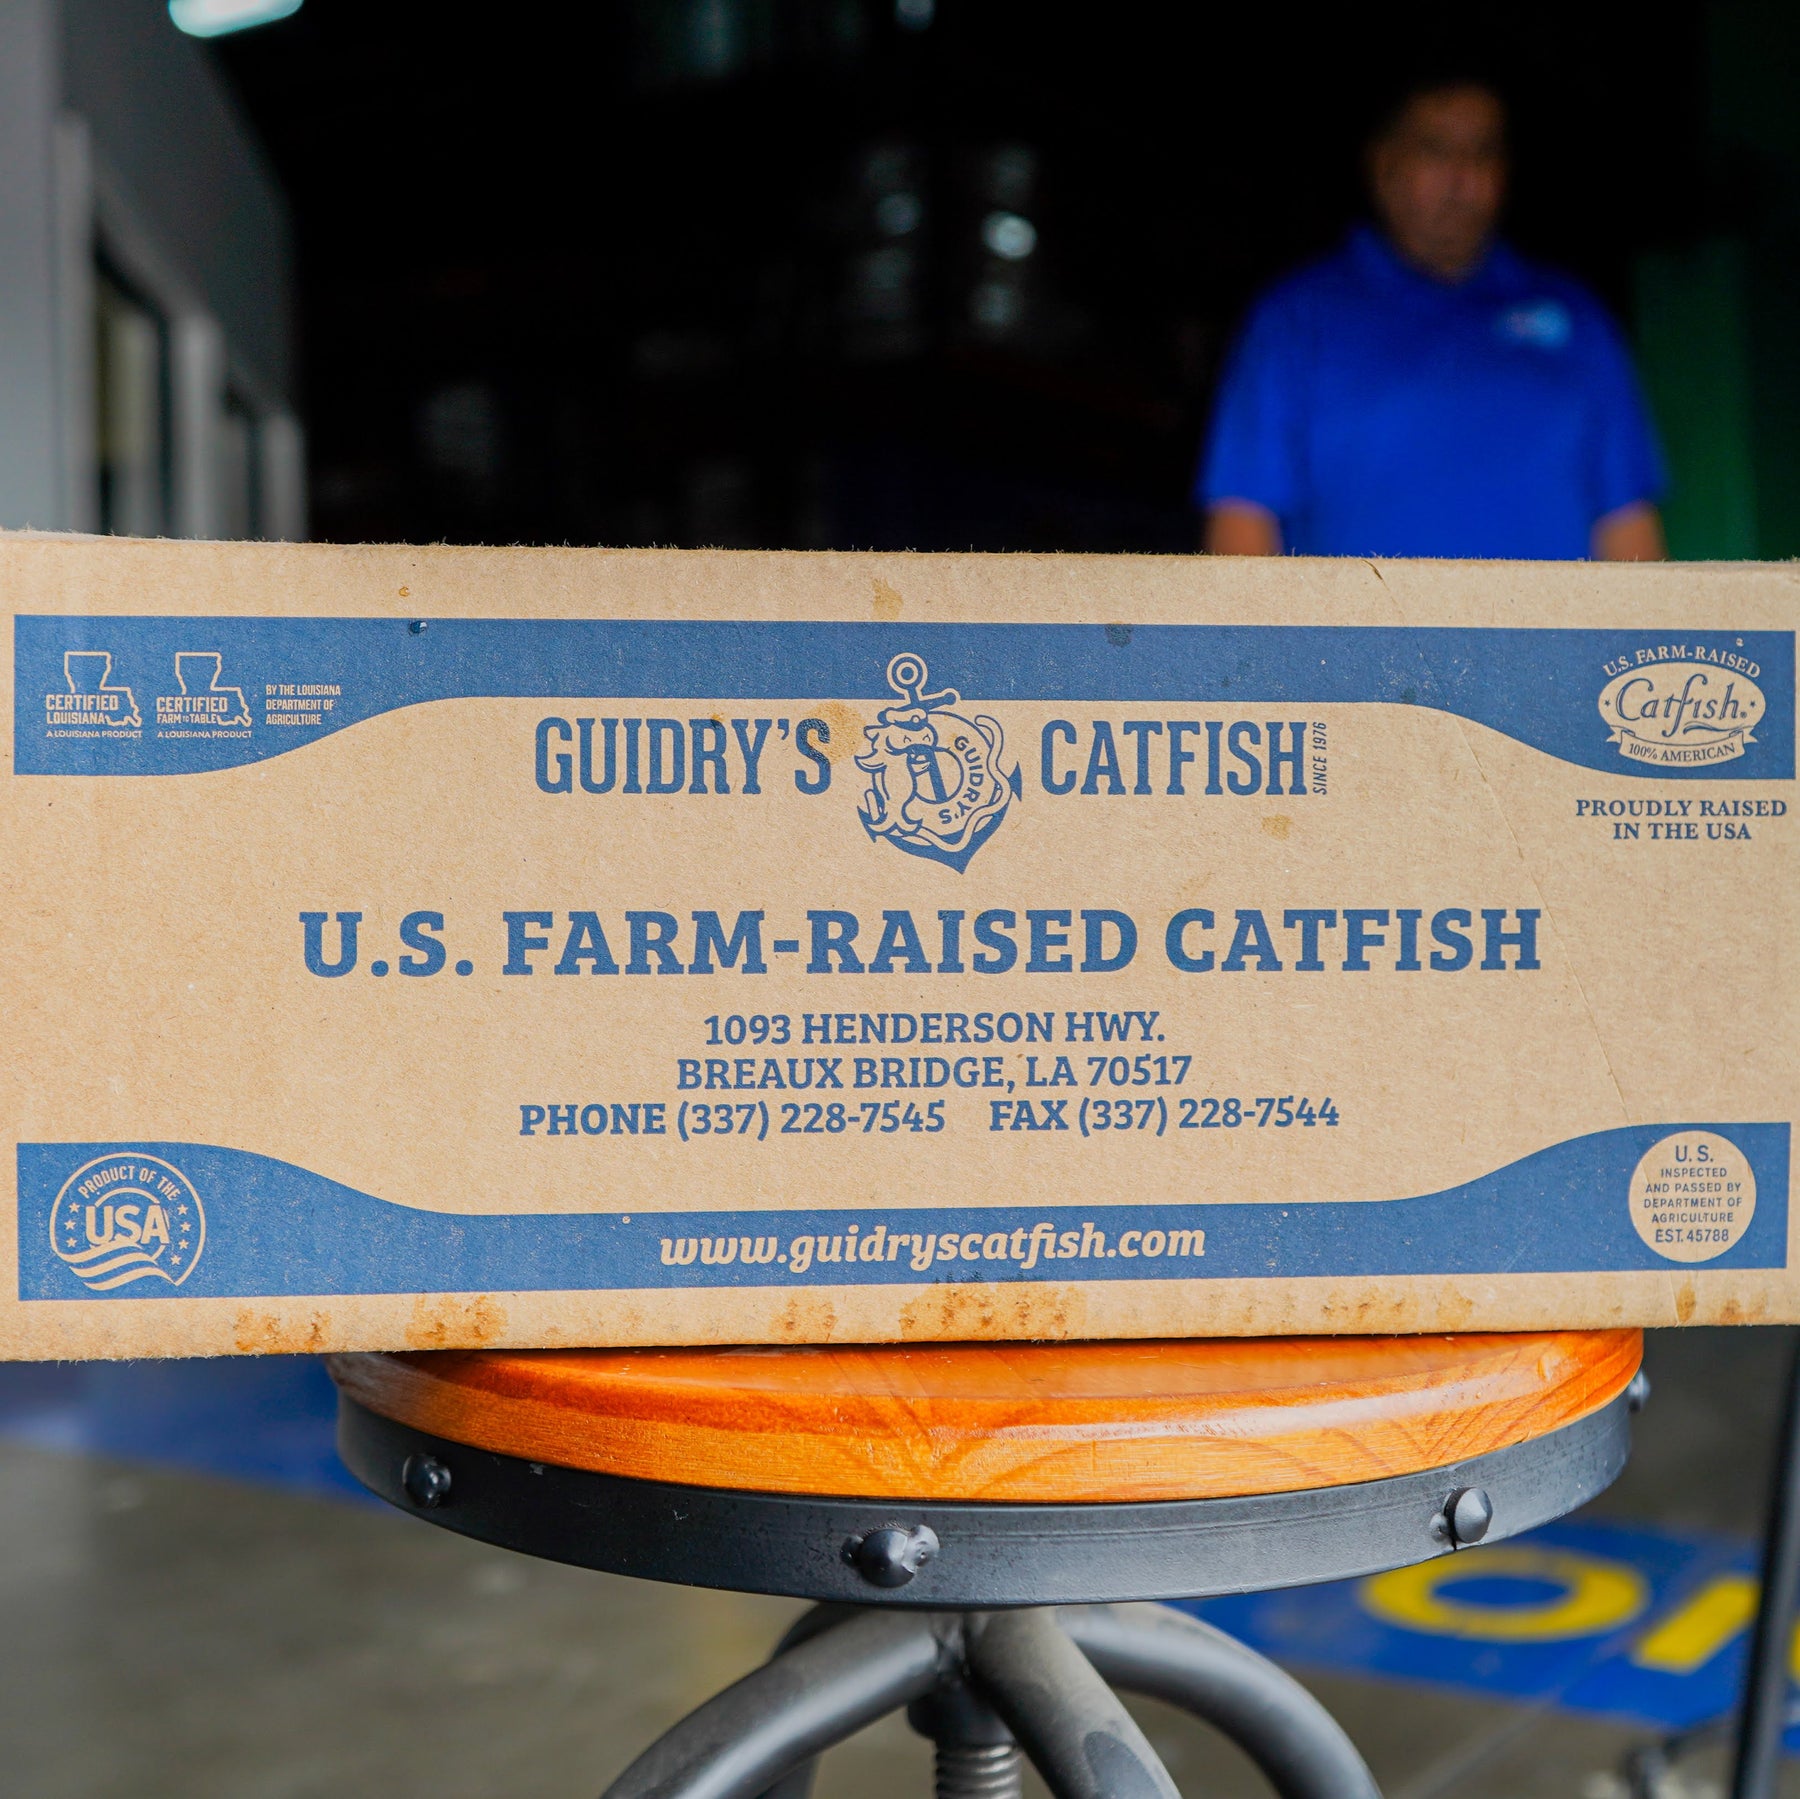 CERTIFIED
LOUISIANA
A LOUISIANA PRODUCT
CERTIFIED
FARM TO TABLE
A LOUISIANA PRODUCT
BY THE LOUISIANA
DEPARTMENT OF
AGRICULTURE
GUIDRY'S
GUIDRY'S
CATFISH
SINCE 1976
U.S. FARM-RAISED
Catfish®
100% AMERICAN
PROUDLY RAISED
IN THE USA
U.S. FARM-RAISED CATFISH
1093 HENDERSON HWY.
BREAUX BRIDGE, LA 70517
PHONE (337) 228-7545 FAX (337) 228-7544
PRODUCT OF THE
USA
www.guidryscatfish.com
U.S.
INSPECTED
AND PASSED BY
DEPARTMENT OF
AGRICULTURE
EST. 45788